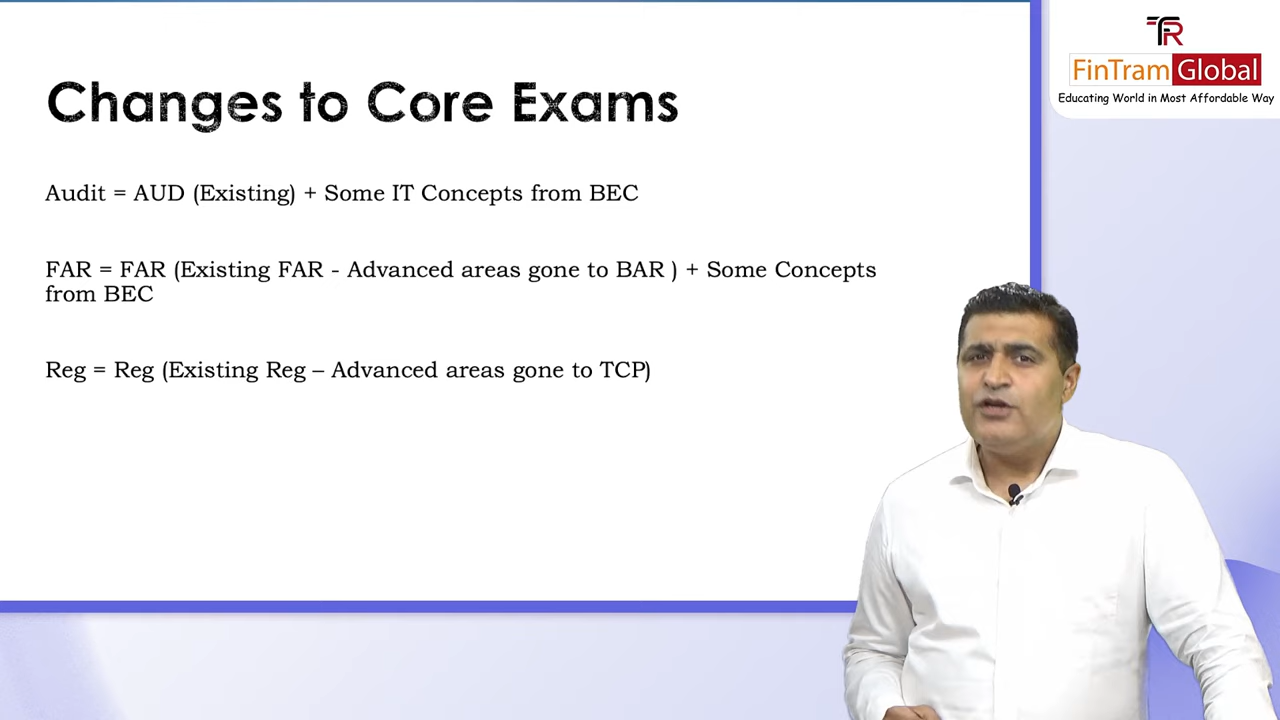 TR
FinTram Global
Educating World in Most Affordable Way
Changes to Core Exams
Audit = AUD (Existing) + Some IT Concepts from BEC
FAR = FAR (Existing FAR - Advanced areas gone to BAR ) + Some Concepts
from BEC
Reg = Reg (Existing Reg – Advanced areas gone to TCP)